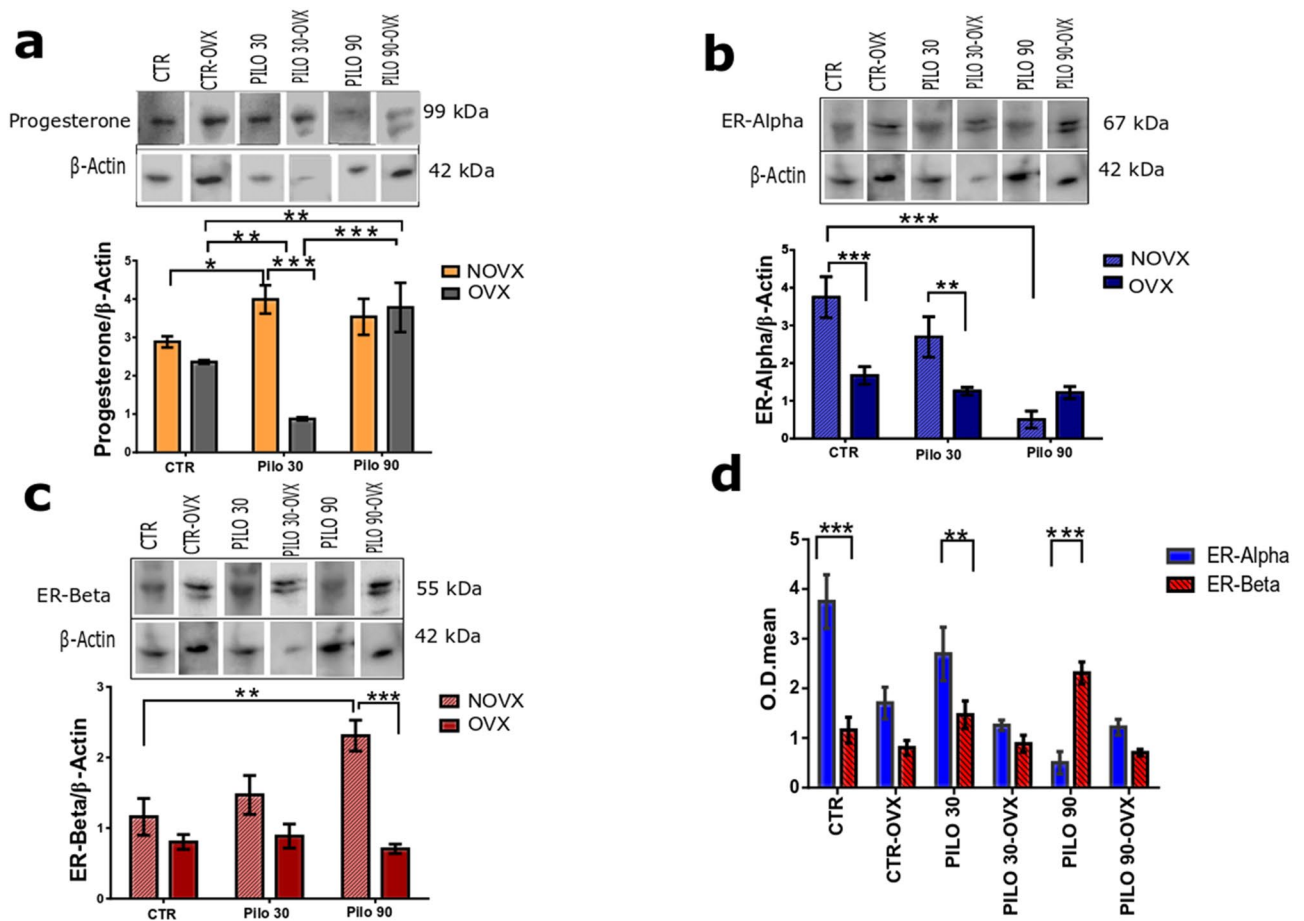 a
CTR
CTR-OVX
PILO 30
PILO 30-OVX
PILO 90
PILO 90-OVX
Progesterone
99 kDa
β-Actin
42 kDa
**
** ***
* ***
Progesterone/β-Actin
5
4
3
2
1
0
CTR Pilo 30 Pilo 90
NOVX
OVX
b
CTR
CTR-OVX
PILO 30
PILO 30-OVX
PILO 90
PILO 90-OVX
ER-Alpha
67 kDa
β-Actin
42 kDa
***
***
**
ER-Alpha/β-Actin
5
4
3
2
1
0
CTR Pilo 30 Pilo 90
NOVX
OVX
c
CTR
CTR-OVX
PILO 30
PILO 30-OVX
PILO 90
PILO 90-OVX
ER-Beta
55 kDa
β-Actin
42 kDa
** ***
ER-Beta/β-Actin
3
2
1
0
CTR Pilo 30 Pilo 90
NOVX
OVX
d
*** ** ***
O.D.mean
5
4
3
2
1
0
CTR
CTR-OVX
PILO 30
PILO 30-OVX
PILO 90
PILO 90-OVX
ER-Alpha
ER-Beta